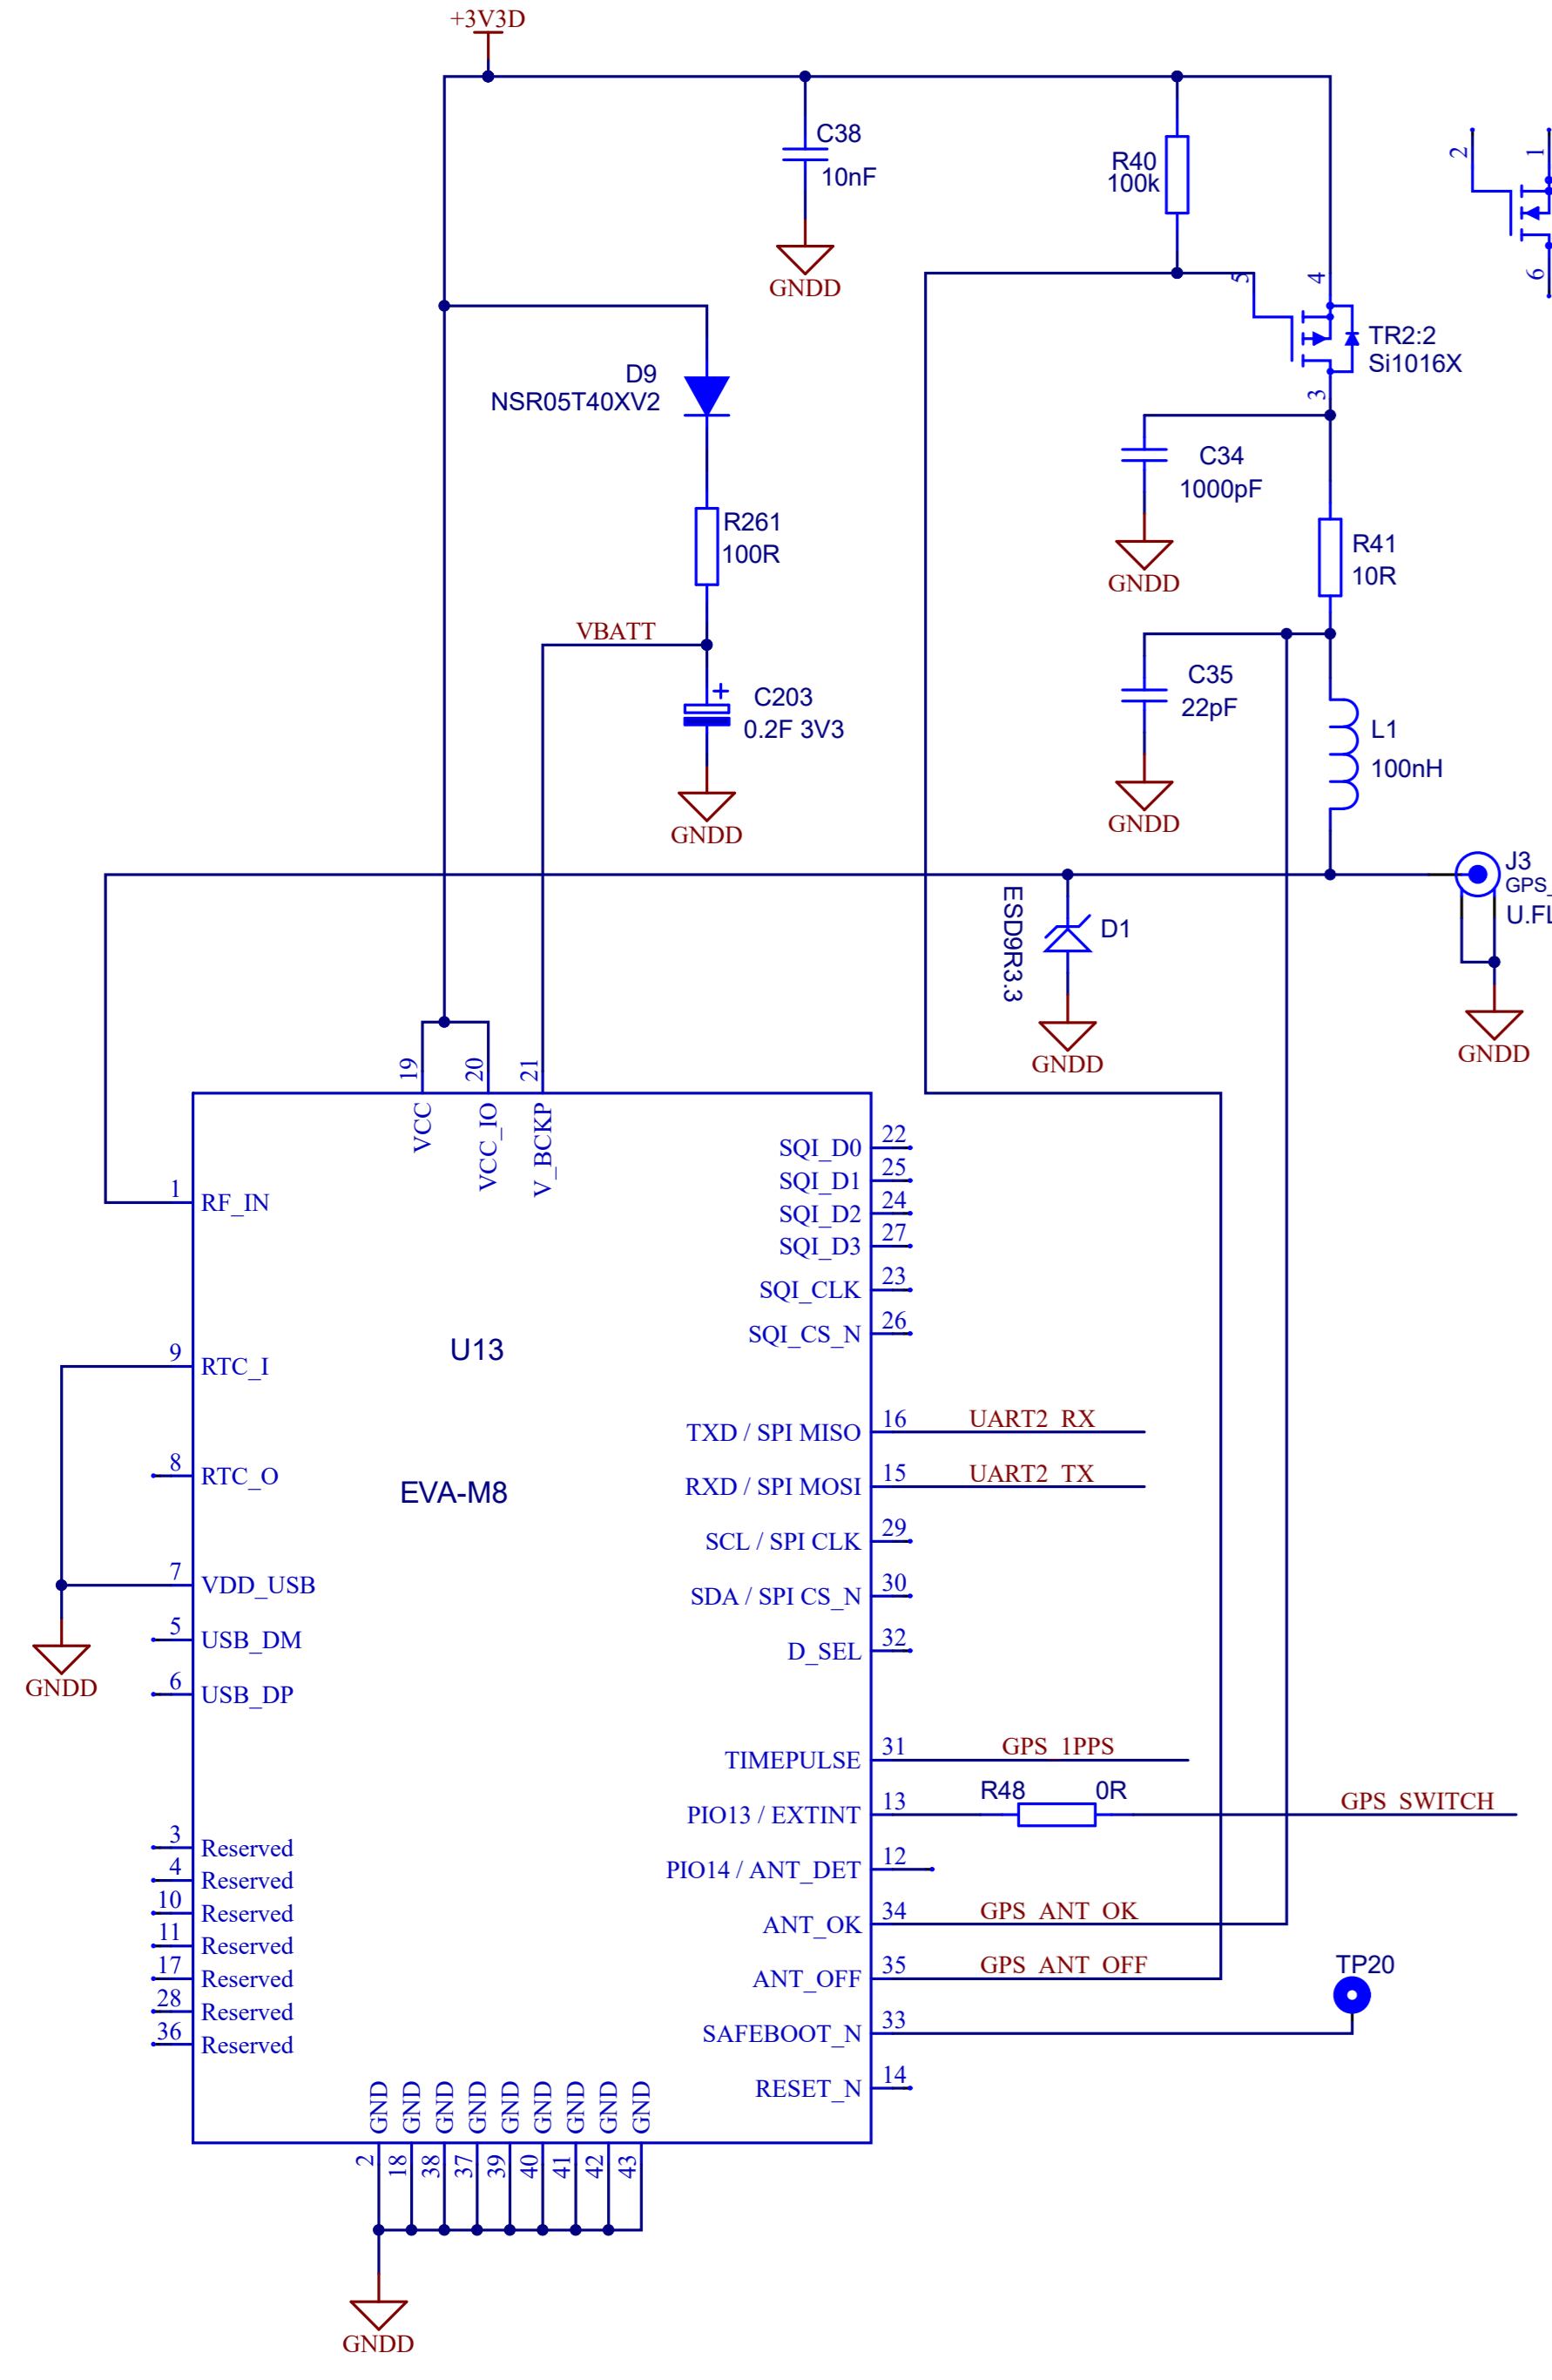 +3V3D
C38
10nF
GNDD
R40
100k
2
1
6
5
4
3
TR2:2
Si1016X
D9
NSR05T40XV2
R261
100R
VBATT
C203
0.2F 3V3
GNDD
C34
1000pF
GNDD
R41
10R
C35
22pF
GNDD
L1
100nH
ESD9R3.3
D1
GNDD
J3
GPS_
U.FL
GNDD
19
20
21
VCC
VCC_IO
V_BCKP
1
RF_IN
9
RTC_I
8
RTC_O
7
VDD_USB
5
USB_DM
6
USB_DP
GNDD
3
Reserved
4
Reserved
10
Reserved
11
Reserved
17
Reserved
28
Reserved
36
Reserved
U13
EVA-M8
SQI_D0
22
SQI_D1
25
SQI_D2
24
SQI_D3
27
SQI_CLK
23
SQI_CS_N
26
TXD / SPI MISO
16
UART2_RX
RXD / SPI MOSI
15
UART2_TX
SCL / SPI CLK
29
SDA / SPI CS_N
30
D_SEL
32
TIMEPULSE
31
GPS_1PPS
PIO13 / EXTINT
13
R48
0R
GPS_SWITCH
PIO14 / ANT_DET
12
ANT_OK
34
GPS_ANT_OK
ANT_OFF
35
GPS_ANT_OFF
TP20
SAFEBOOT_N
33
RESET_N
14
GND
GND
GND
GND
GND
GND
GND
GND
GND
2
18
38
37
39
40
41
42
43
GNDD